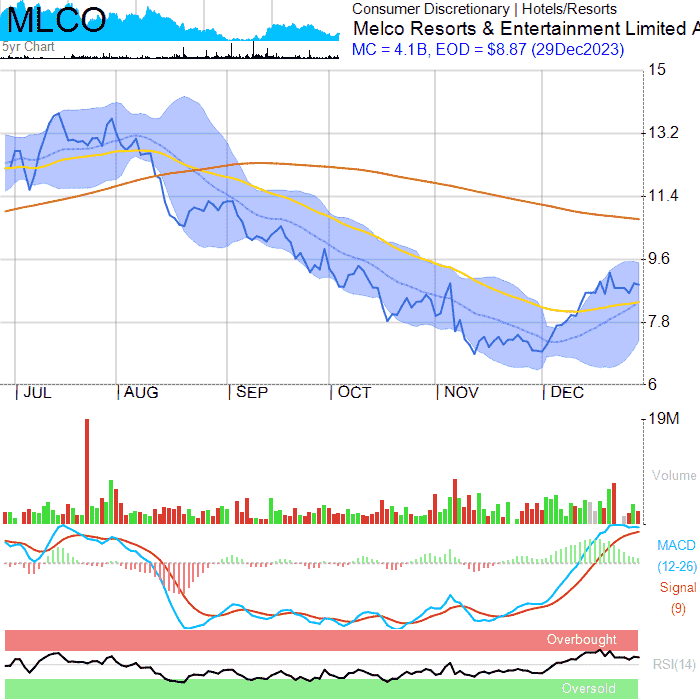 MLCO
5yr Chart
Consumer Discretionary | Hotels/Resorts
Melco Resorts & Entertainment Limited A
MC = 4.1B, EOD = $8.87 (29Dec2023)
15
13.2
11.4
9.6
7.8
6
|JUL |AUG |SEP |OCT |NOV |DEC
19M
Volume
MACD
(12-26)
Signal
(9)
Overbought
RSI(14)
Oversold